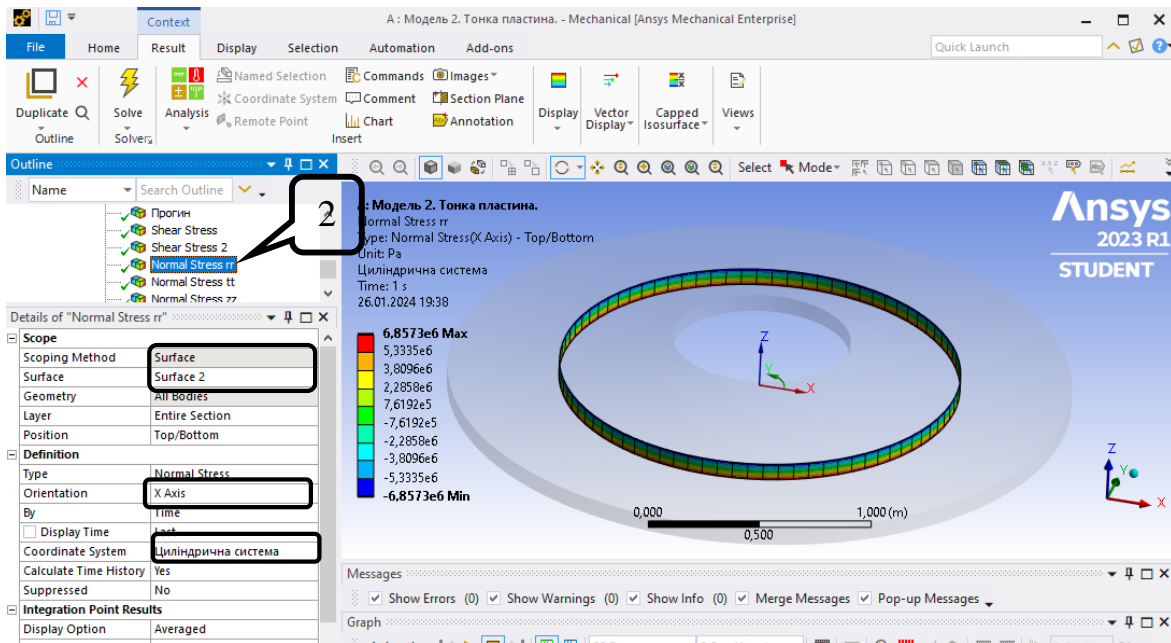 Context
A : Модель 2. Тонка пластина. - Mechanical [Ansys Mechanical Enterprise]
File Home Result Display Selection Automation Add-ons
Quick Launch
Duplicate
Outline
Solve
Solver
Analysis
Named Selection
Coordinate System
Remote Point
Commands
Comment
Chart
Images
Section Plane
Annotation
Insert
Display
Vector Display
Capped Isosurface
Views
Outline
Name
Search Outline
Select Mode
Прогин
Shear Stress
Shear Stress 2
Normal Stress rr
Normal Stress tt
Normal Stress zz
2
Details of "Normal Stress rr"
Scope
Scoping Method Surface
Surface Surface 2
Geometry All Bodies
Layer Entire Section
Position Top/Bottom
Definition
Type Normal Stress
Orientation X Axis
By Time
Display Time Last
Coordinate System Циліндрична система
Calculate Time History Yes
Suppressed No
Integration Point Results
Display Option Averaged
A: Модель 2. Тонка пластина.
Normal Stress rr
Type: Normal Stress(X Axis) - Top/Bottom
Unit: Pa
Циліндрична система
Time: 1 s
26.01.2024 19:38
6,8573e6 Max
5,3335e6
3,8096e6
2,2858e6
7,6192e5
-7,6192e5
-2,2858e6
-3,8096e6
-5,3335e6
-6,8573e6 Min
Ansys
2023 R1
STUDENT
Z
Y
X
Z
Y
X
0,000
1,000 (m)
0,500
Messages
Show Errors (0) Show Warnings (0) Show Info (0) Merge Messages Pop-up Messages
Graph